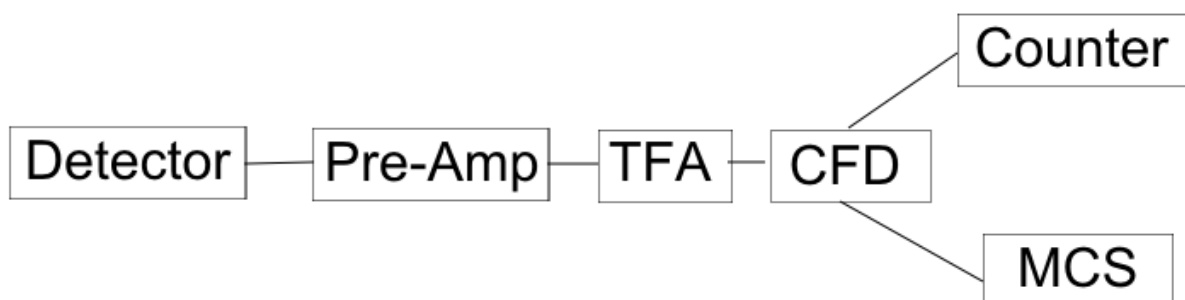 Counter
Detector
Pre-Amp
TFA
CFD
MCS